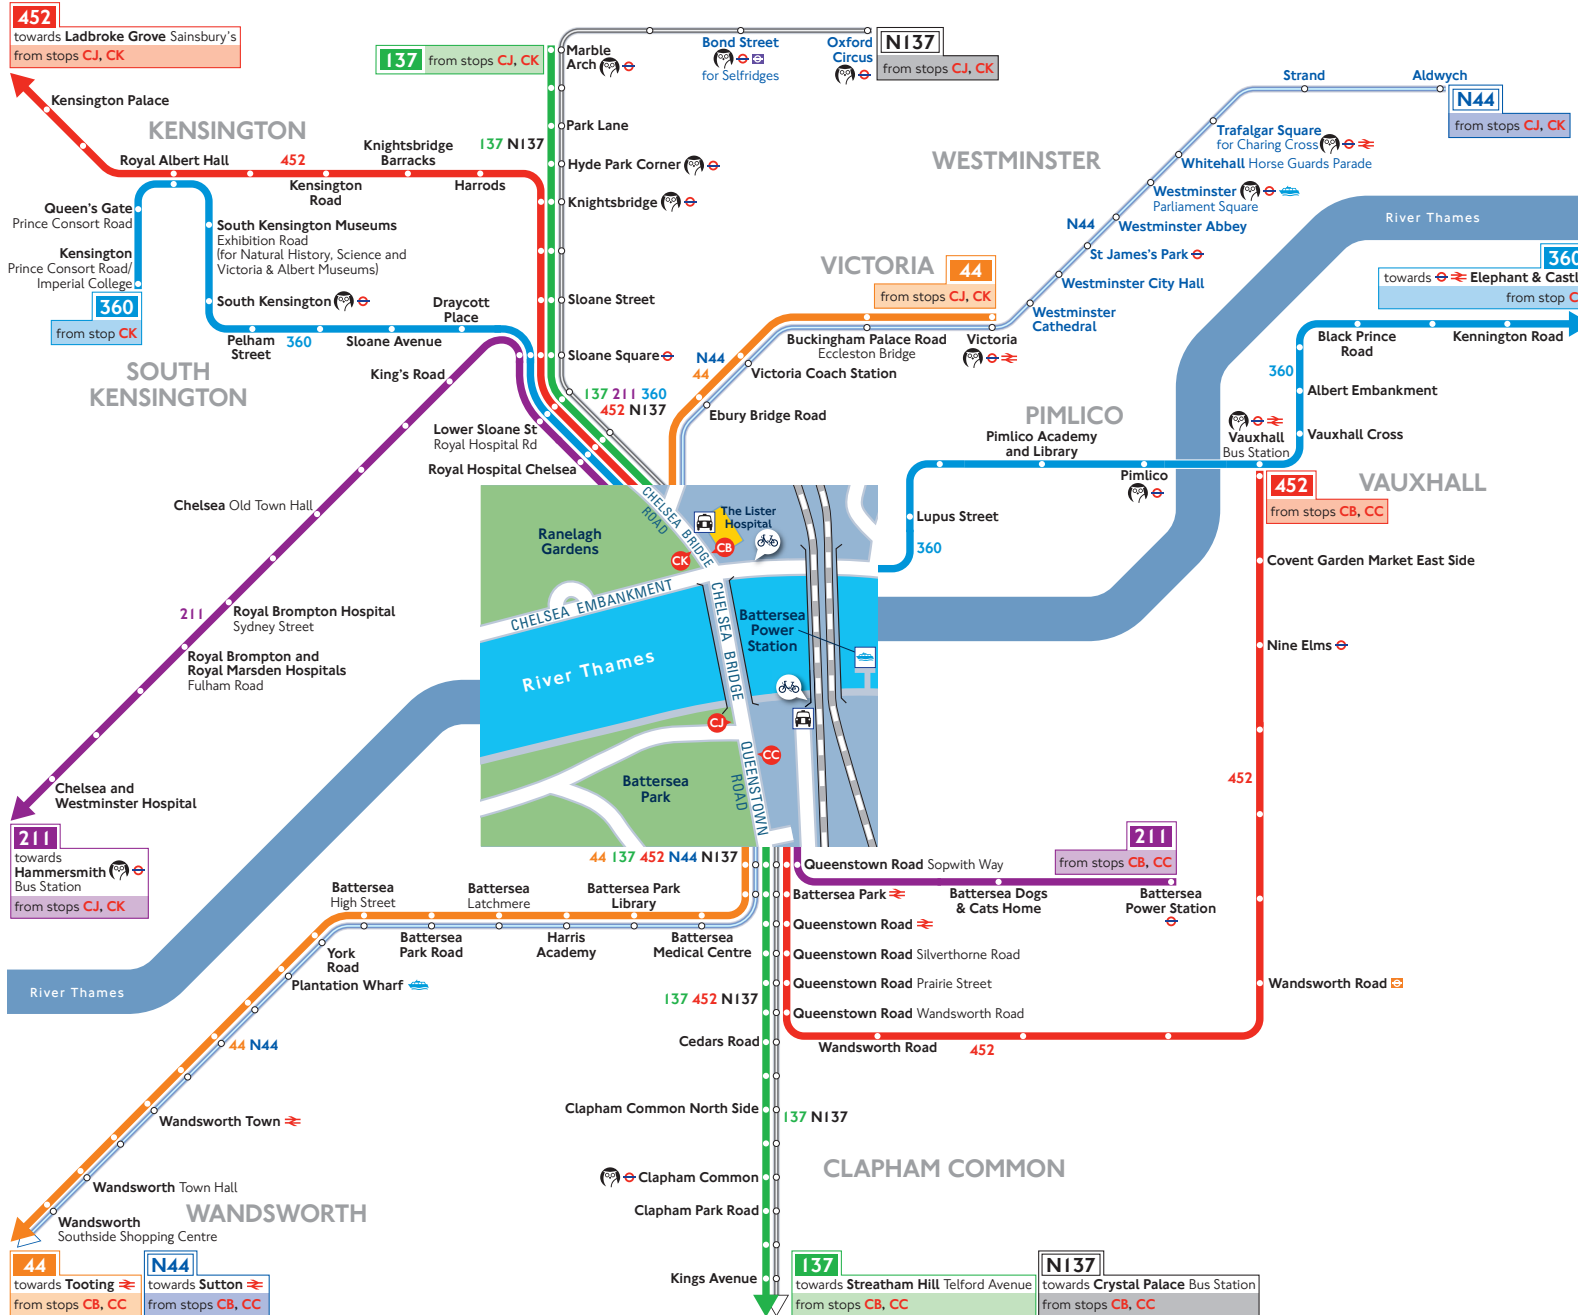 452
towards Ladbroke Grove Sainsbury's
from stops CJ, CK
Kensington Palace
KENSINGTON
Royal Albert Hall
452
Knightsbridge
Barracks
Kensington
Road
Harrods
Queen's Gate
Prince Consort Road
Kensington
Prince Consort Road/
Imperial College
360
from stop CK
South Kensington Museums
Exhibition Road
(for Natural History, Science and
Victoria & Albert Museums)
South Kensington
Pelham
Street
360
Sloane Avenue
Draycott
Place
SOUTH
KENSINGTON
137
from stops CJ, CK
137 N137
Marble
Arch
Park Lane
Hyde Park Corner
Knightsbridge
Sloane Street
Sloane Square
Bond Street
for Selfridges
Oxford
Circus
N137
from stops CJ, CK
WESTMINSTER
Strand
Aldwych
N44
from stops CJ, CK
Trafalgar Square
for Charing Cross
Whitehall Horse Guards Parade
Westminster
Parliament Square
N44
Westminster Abbey
St James's Park
Westminster City Hall
Westminster
Cathedral
River Thames
VICTORIA
44
from stops CJ, CK
Buckingham Palace Road
Eccleston Bridge
Victoria
N44
44
Victoria Coach Station
Ebury Bridge Road
360
towards Elephant & Castl
from stop C
Black Prince
Road
Kennington Road
360
Albert Embankment
Vauxhall Cross
Vauxhall
Bus Station
PIMLICO
Pimlico Academy
and Library
Pimlico
VAUXHALL
452
from stops CB, CC
Lupus Street
360
Covent Garden Market East Side
Nine Elms
452
Wandsworth Road
King's Road
137 211 360
452 N137
Lower Sloane St
Royal Hospital Rd
Royal Hospital Chelsea
Chelsea Old Town Hall
211
Royal Brompton Hospital
Sydney Street
Royal Brompton and
Royal Marsden Hospitals
Fulham Road
Chelsea and
Westminster Hospital
211
towards
Hammersmith
Bus Station
from stops CJ, CK
CHELSEA BRIDGE
ROAD
The Lister
Hospital
Ranelagh
Gardens
CK
CB
CHELSEA EMBANKMENT
CHELSEA BRIDGE
Battersea
Power
Station
River Thames
CJ
CC
QUEENSTOWN
ROAD
Battersea
Park
44 137 452 N44 N137
Queenstown Road Sopwith Way
211
from stops CB, CC
Battersea Park
Battersea Dogs
& Cats Home
Battersea
Power Station
Queenstown Road
Queenstown Road Silverthorne Road
Queenstown Road Prairie Street
Queenstown Road Wandsworth Road
Wandsworth Road
452
Battersea
High Street
Battersea
Latchmere
Battersea Park
Library
York
Road
Battersea
Park Road
Harris
Academy
Battersea
Medical Centre
Plantation Wharf
River Thames
44 N44
Wandsworth Town
Wandsworth Town Hall
Wandsworth
Southside Shopping Centre
WANDSWORTH
44
towards Tooting
from stops CB, CC
N44
towards Sutton
from stops CB, CC
137 452 N137
Cedars Road
Clapham Common North Side
137 N137
Clapham Common
CLAPHAM COMMON
Clapham Park Road
Kings Avenue
137
towards Streatham Hill Telford Avenue
from stops CB, CC
N137
towards Crystal Palace Bus Station
from stops CB, CC